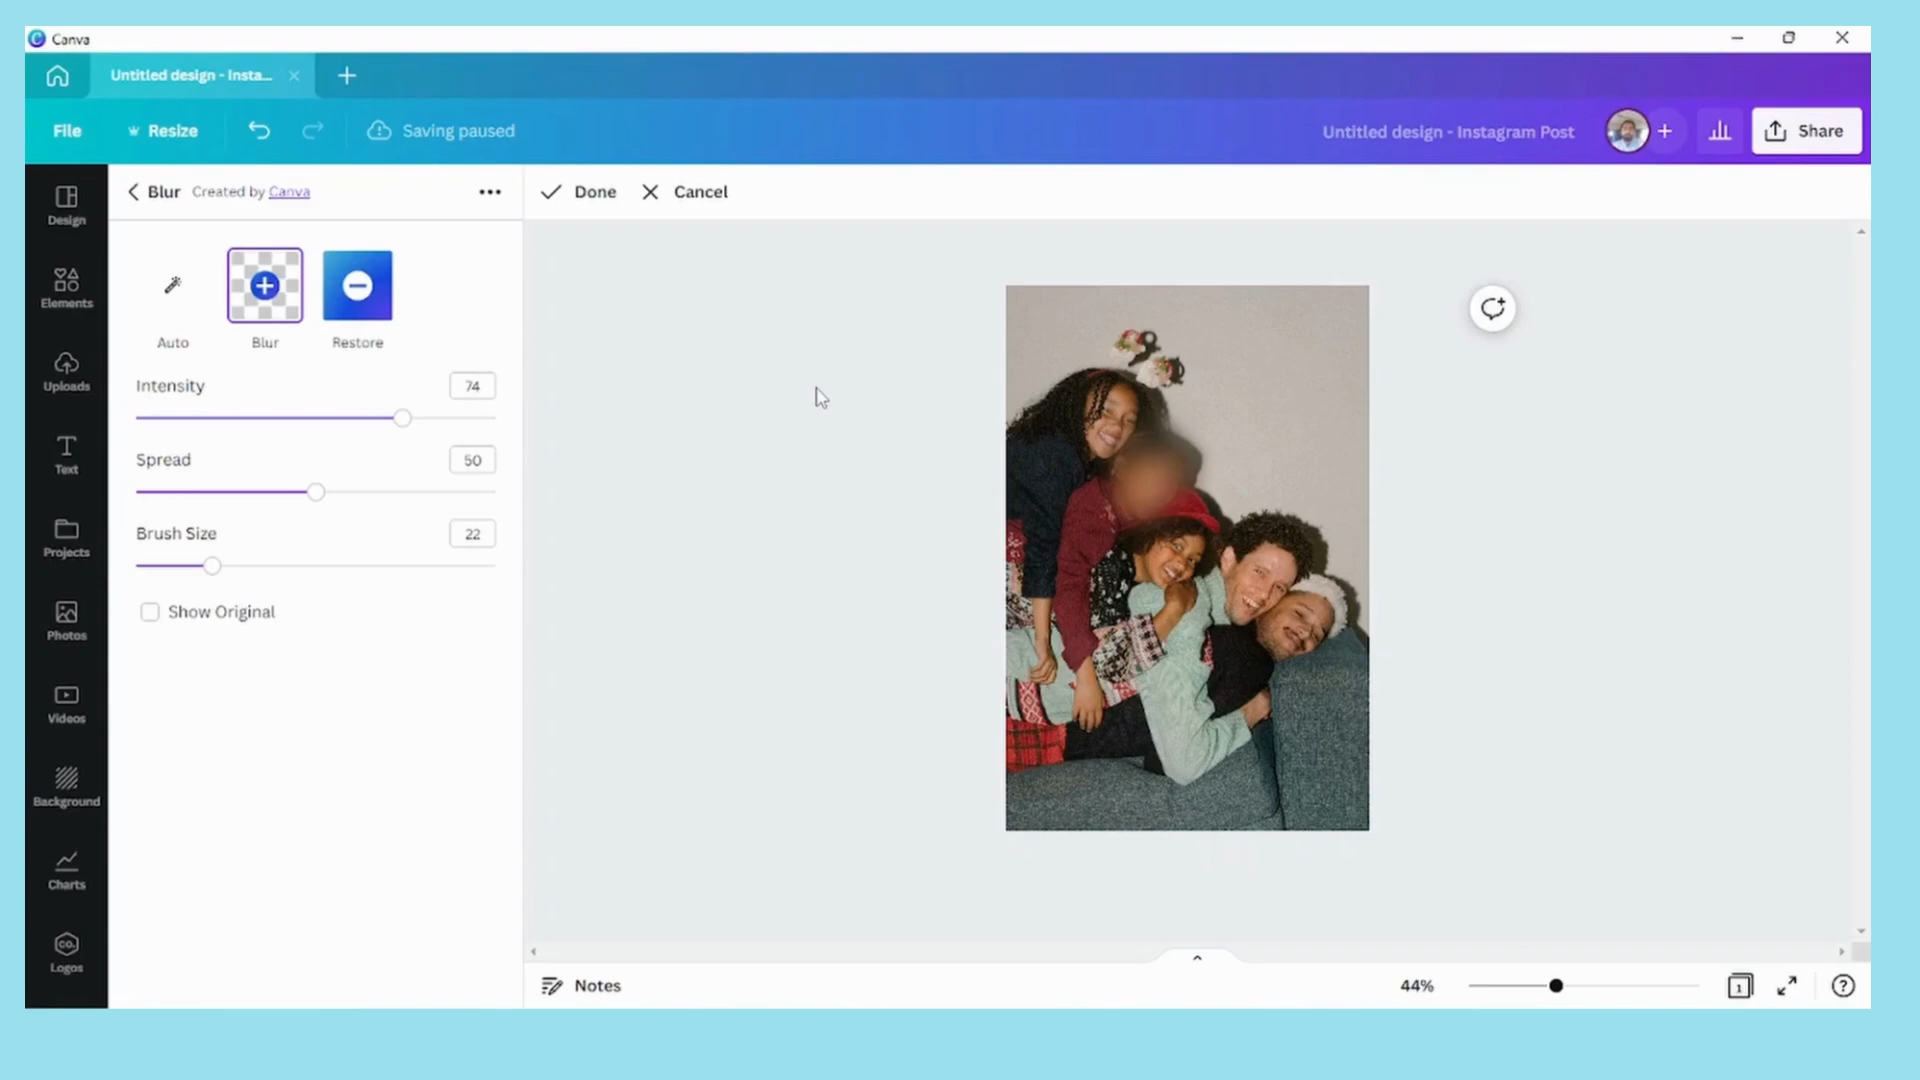 Canva
Untitled design - Insta...
File
Resize
Saving paused
Untitled design - Instagram Post
Share
Design
Elements
Uploads
Text
Projects
Photos
Videos
Background
Charts
CO.
Logos
Blur Created by Canva
Auto
Blur
Restore
Intensity
74
Spread
50
Brush Size
22
Show Original
Done
Cancel
Notes
44%
1